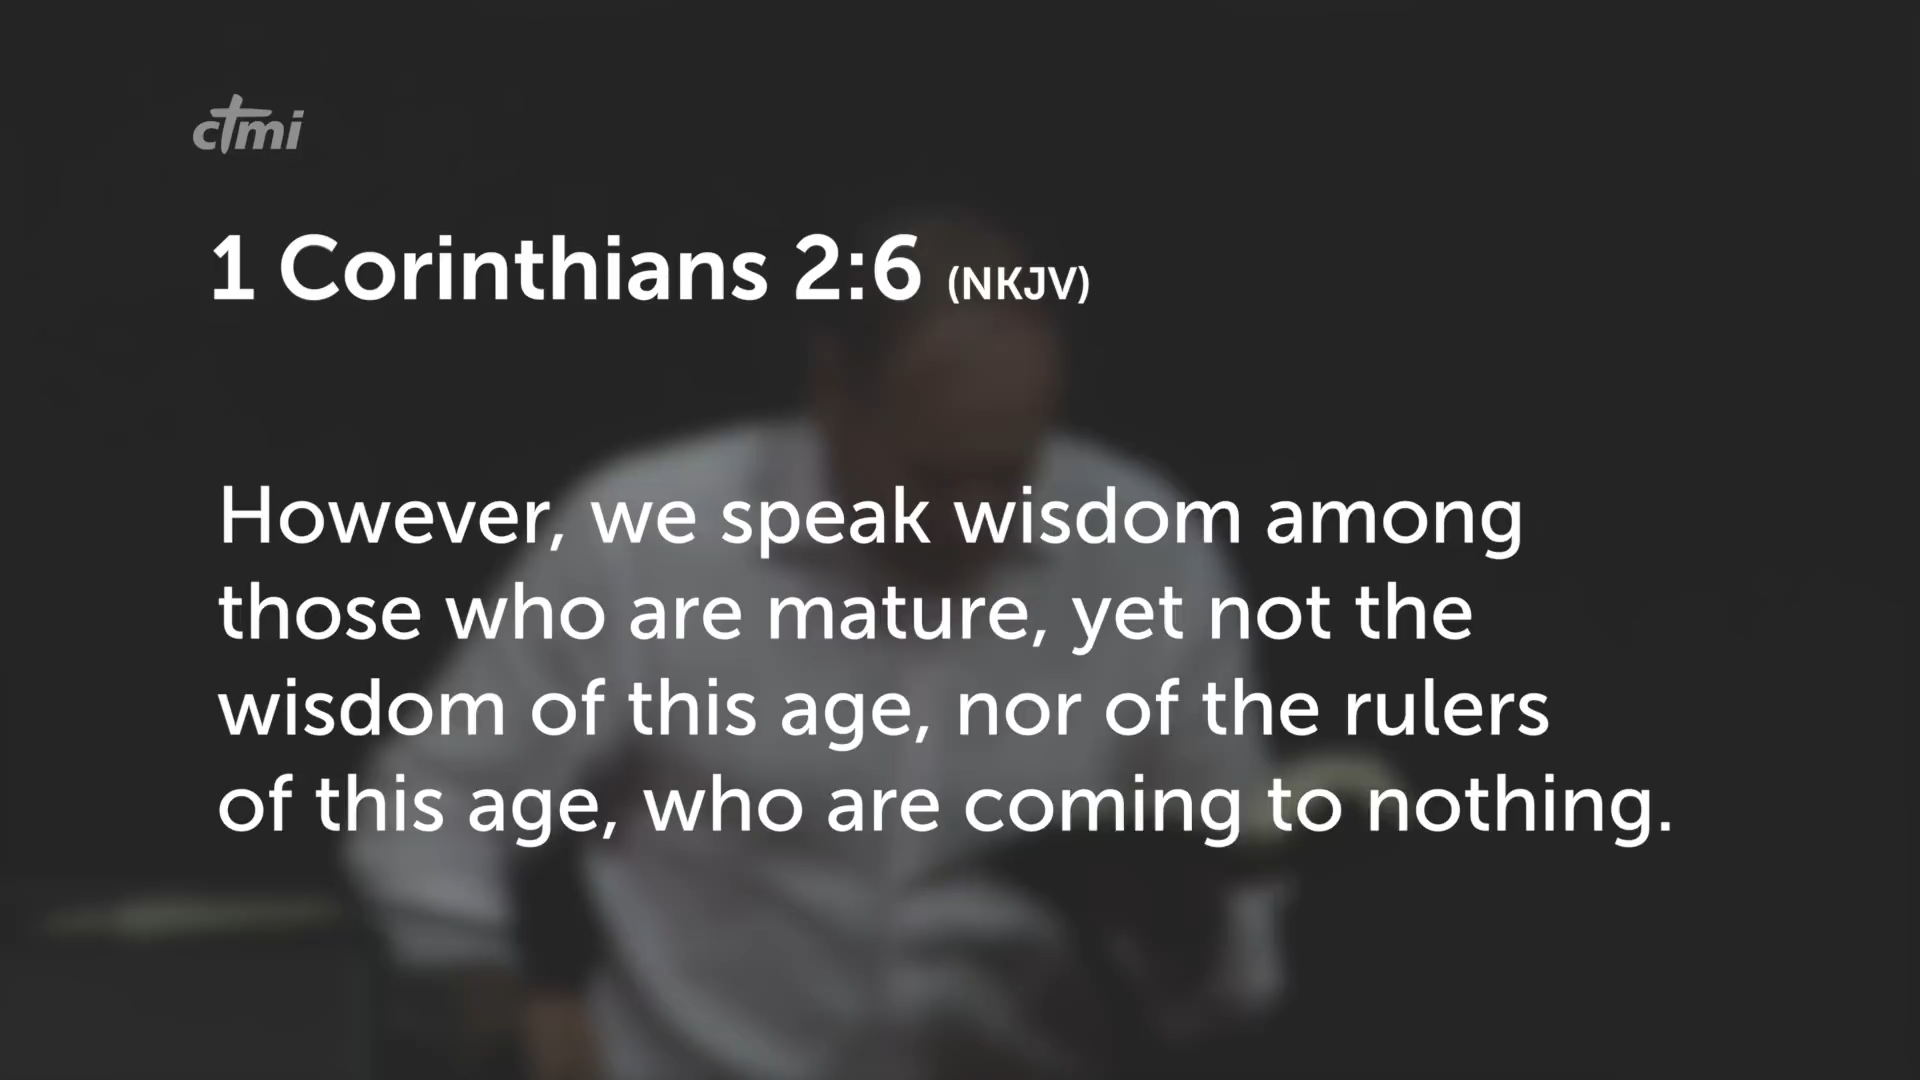 ctmi
1 Corinthians 2:6 (NKJV)
However, we speak wisdom among
those who are mature, yet not the
wisdom of this age, nor of the rulers
of this age, who are coming to nothing.